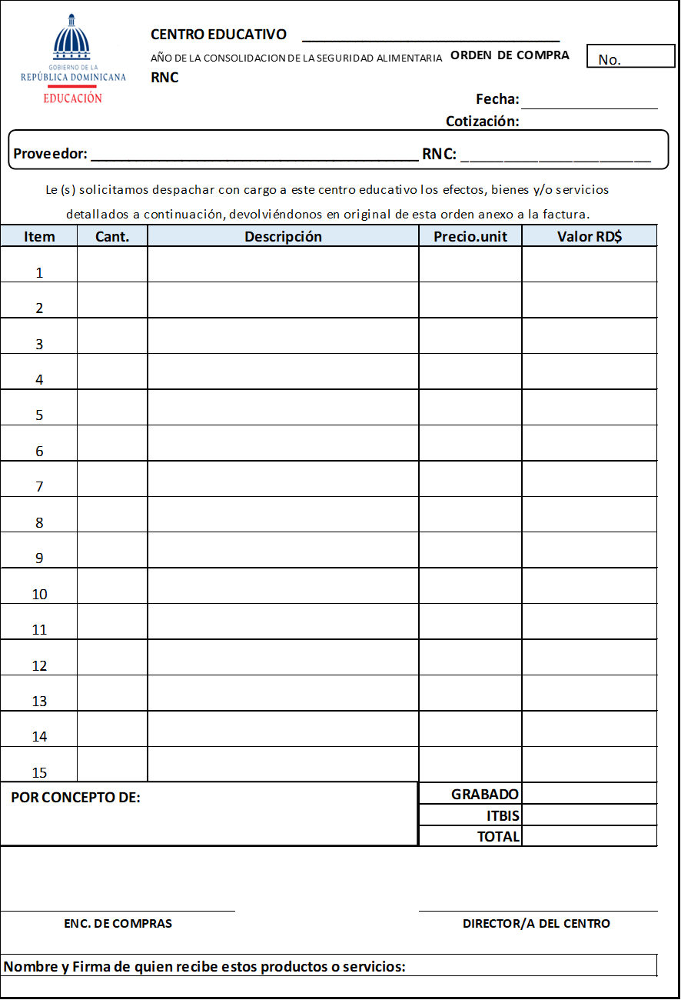 GOBIERNO DE LA
REPÚBLICA DOMINICANA
EDUCACIÓN
CENTRO EDUCATIVO ________________________________
AÑO DE LA CONSOLIDACION DE LA SEGURIDAD ALIMENTARIA ORDEN DE COMPRA No.
RNC
Fecha:
Cotización:
Proveedor: ________________________________________ RNC: ______________________
Le (s) solicitamos despachar con cargo a este centro educativo los efectos, bienes y/o servicios
detallados a continuación, devolviéndonos en original de esta orden anexo a la factura.
Item Cant. Descripción Precio.unit Valor RD$
1
2
3
4
5
6
7
8
9
10
11
12
13
14
15
POR CONCEPTO DE:
GRABADO
ITBIS
TOTAL
ENC. DE COMPRAS DIRECTOR/A DEL CENTRO
Nombre y Firma de quien recibe estos productos o servicios: